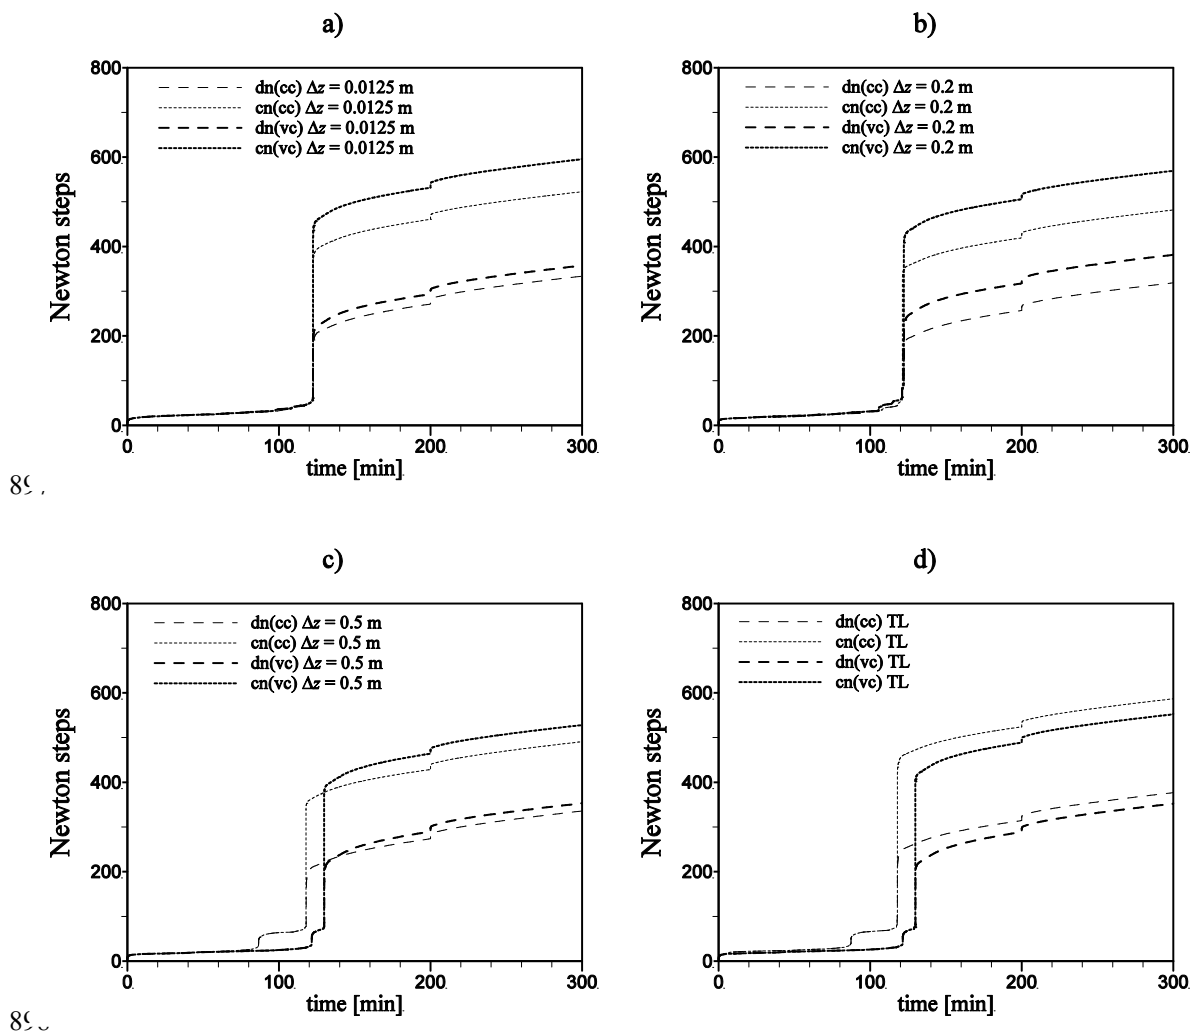 a)
800
600
400
200
0
Newton steps
dn(cc) Δz = 0.0125 m
cn(cc) Δz = 0.0125 m
dn(vc) Δz = 0.0125 m
cn(vc) Δz = 0.0125 m
0
100
200
300
time [min]
b)
800
600
400
200
0
Newton steps
dn(cc) Δz = 0.2 m
cn(cc) Δz = 0.2 m
dn(vc) Δz = 0.2 m
cn(vc) Δz = 0.2 m
0
100
200
300
time [min]
c)
800
600
400
200
0
Newton steps
dn(cc) Δz = 0.5 m
cn(cc) Δz = 0.5 m
dn(vc) Δz = 0.5 m
cn(vc) Δz = 0.5 m
0
100
200
300
time [min]
d)
800
600
400
200
0
Newton steps
dn(cc) TL
cn(cc) TL
dn(vc) TL
cn(vc) TL
0
100
200
300
time [min]